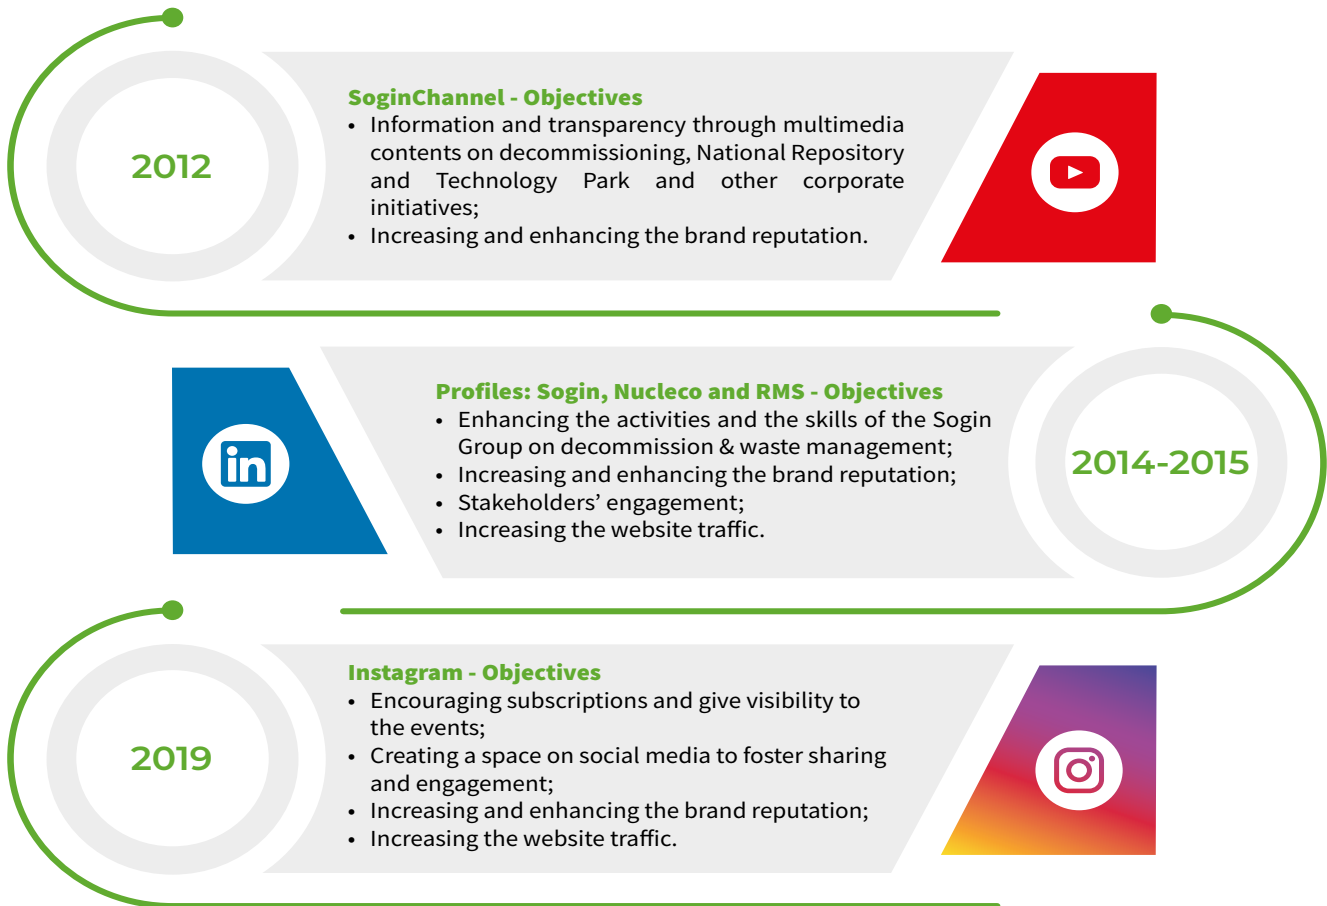 2012
SoginChannel - Objectives
• Information and transparency through multimedia
contents on decommissioning, National Repository
and Technology Park and other corporate
initiatives;
• Increasing and enhancing the brand reputation.
Profiles: Sogin, Nucleco and RMS - Objectives
• Enhancing the activities and the skills of the Sogin
Group on decommission & waste management;
• Increasing and enhancing the brand reputation;
• Stakeholders’ engagement;
• Increasing the website traffic.
in
2014-2015
2019
Instagram - Objectives
• Encouraging subscriptions and give visibility to
the events;
• Creating a space on social media to foster sharing
and engagement;
• Increasing and enhancing the brand reputation;
• Increasing the website traffic.